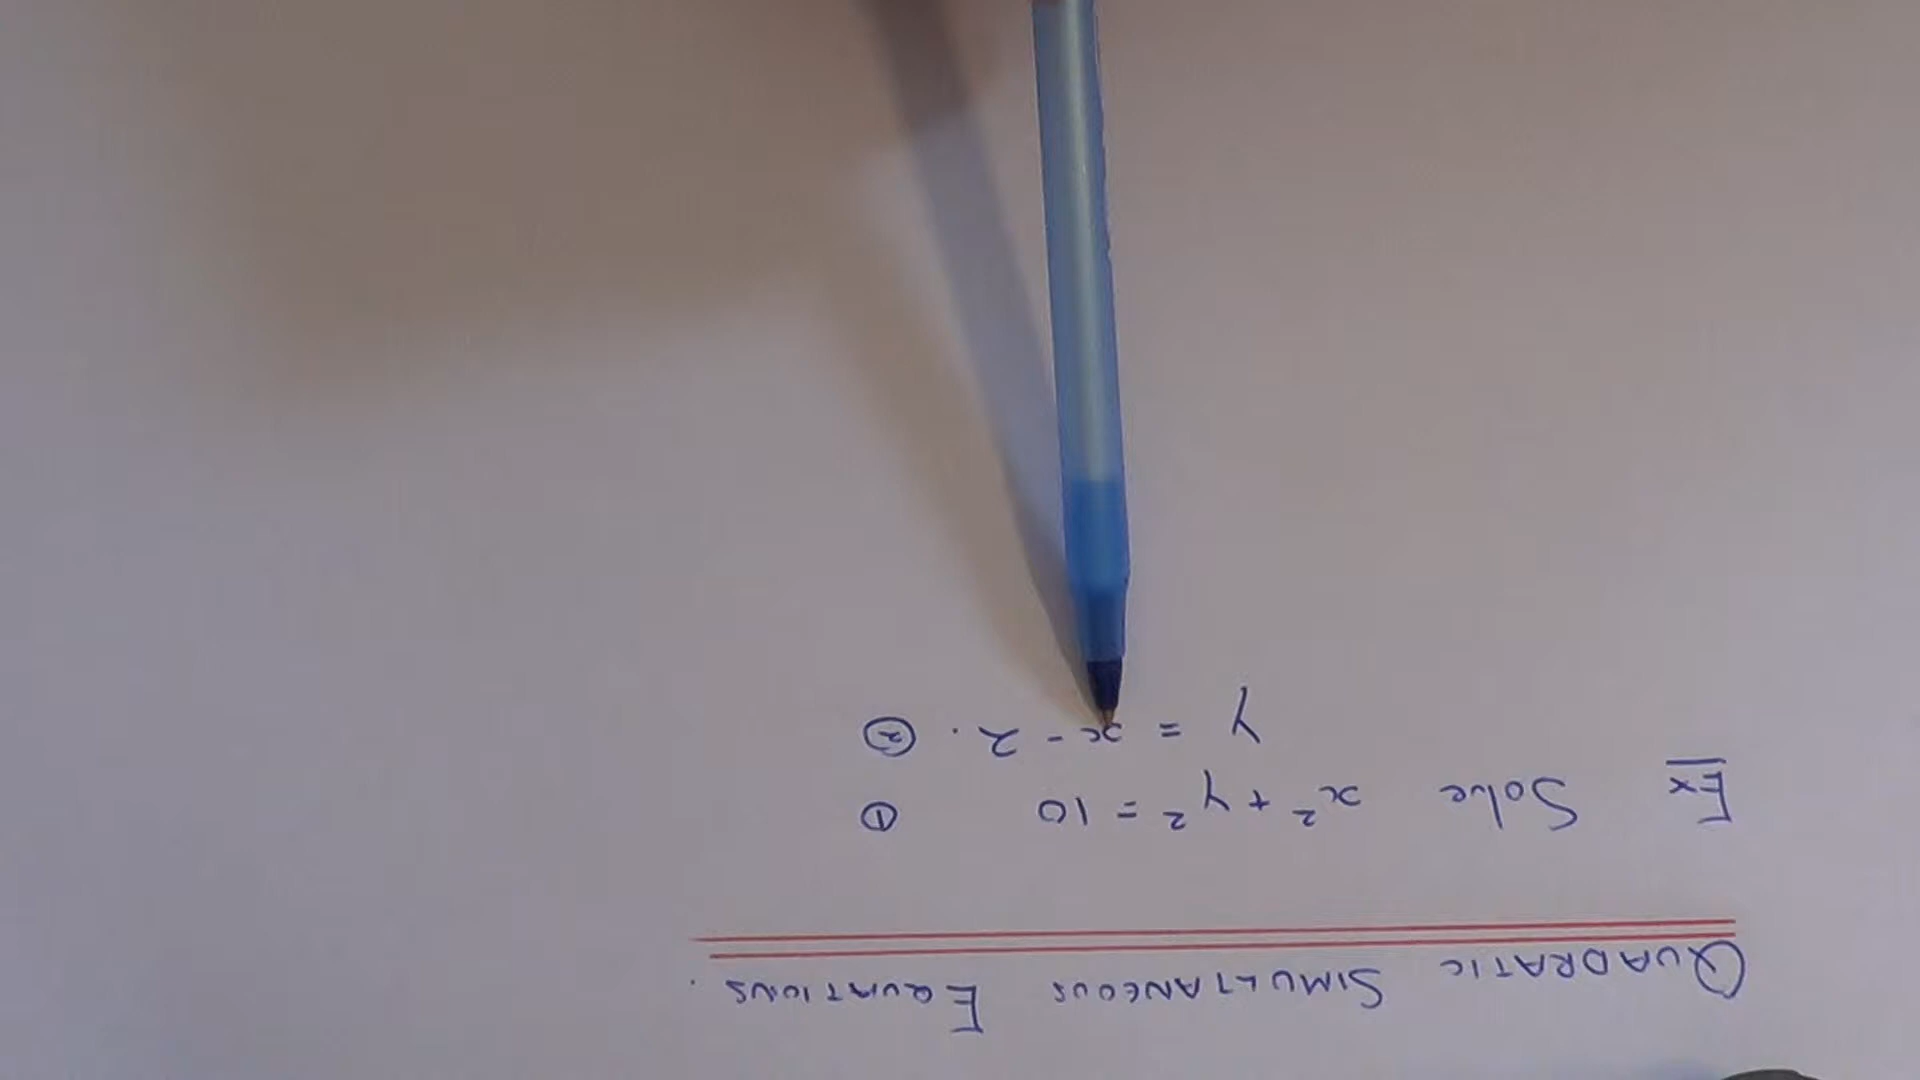 QUADRATIC SIMULTANEOUS EQUATIONS.
Ex Solve x² + y² = 10 ①
y = x - 2. ②